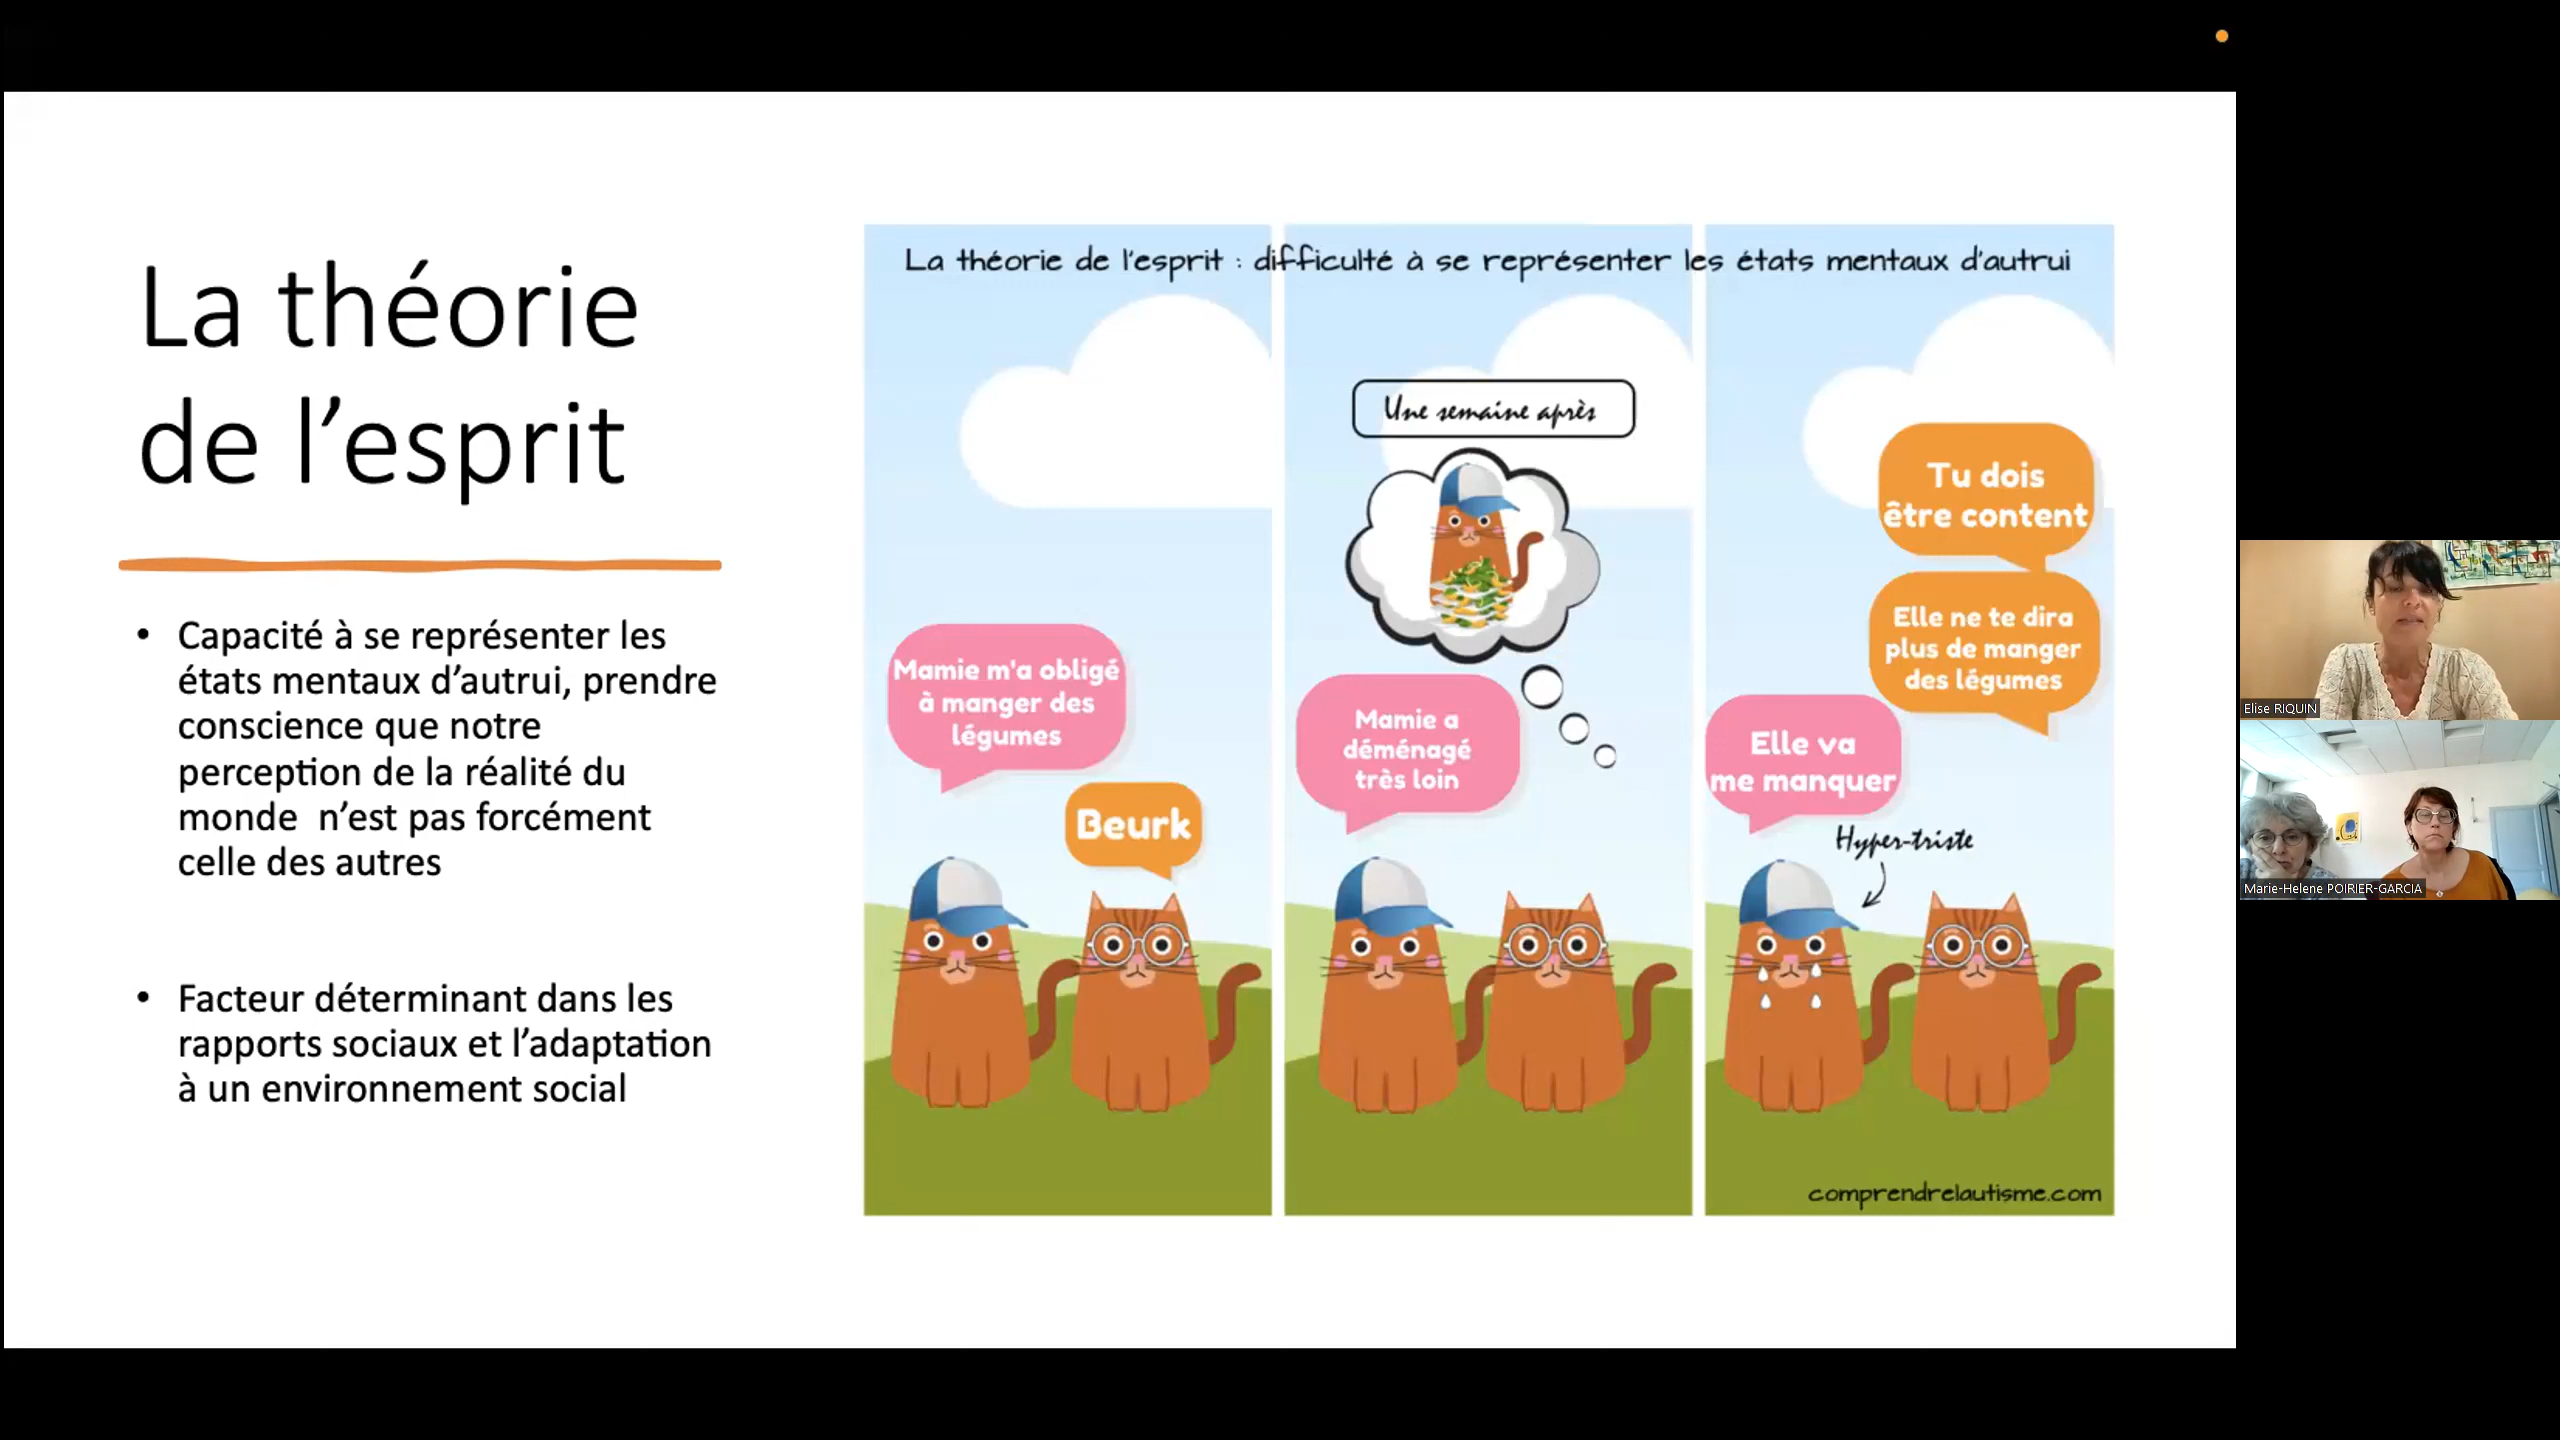 La théorie
de l’esprit
• Capacité à se représenter les
états mentaux d’autrui, prendre
conscience que notre
perception de la réalité du
monde  n’est pas forcément
celle des autres
• Facteur déterminant dans les
rapports sociaux et l’adaptation
à un environnement social
La théorie de l'esprit : difficulté à se représenter les états mentaux d'autrui
Mamie m'a obligé
à manger des
légumes
Beurk
Une semaine après
Mamie a
déménagé
très loin
Tu dois
être content
Elle ne te dira
plus de manger
des légumes
Elle va
me manquer
Hyper-triste
comprendrelautisme.com
Elise RIQUIN
Marie-Helene POIRIER-GARCIA